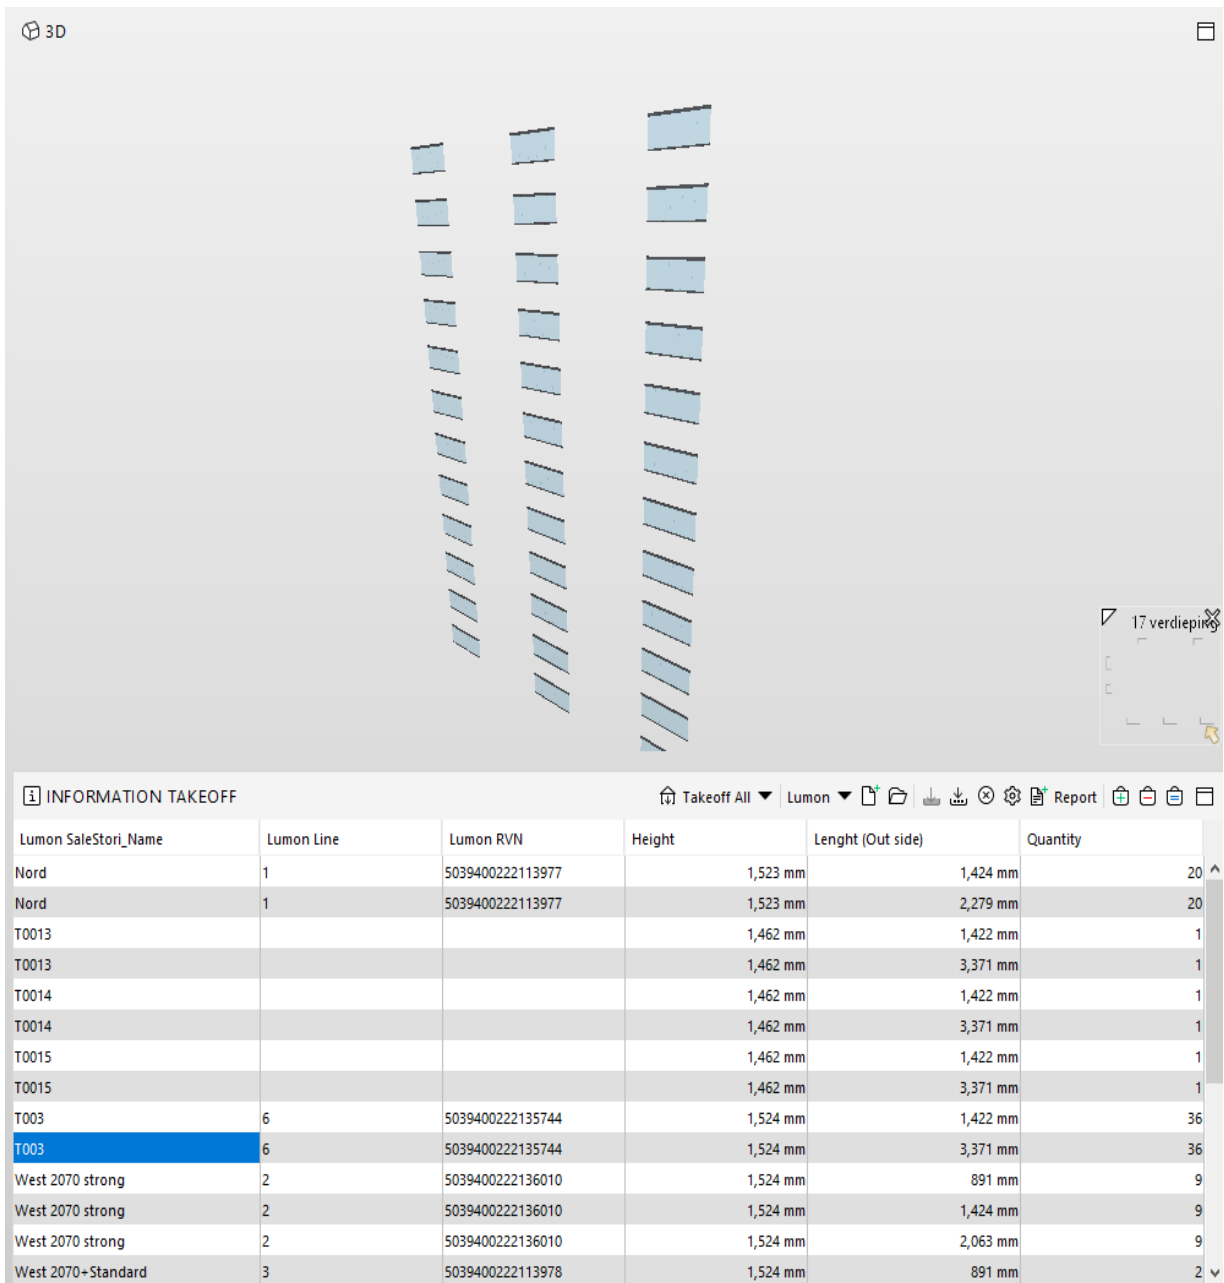 3D
17 verdieping
INFORMATION TAKEOFF Takeoff All Lumon Report
Lumon SaleStori_Name Lumon Line Lumon RVN Height Lenght (Out side) Quantity
Nord 1 5039400222113977 1,523 mm 1,424 mm 20
Nord 1 5039400222113977 1,523 mm 2,279 mm 20
T0013 1,462 mm 1,422 mm 1
T0013 1,462 mm 3,371 mm 1
T0014 1,462 mm 1,422 mm 1
T0014 1,462 mm 3,371 mm 1
T0015 1,462 mm 1,422 mm 1
T0015 1,462 mm 3,371 mm 1
T003 6 5039400222135744 1,524 mm 1,422 mm 36
T003 6 5039400222135744 1,524 mm 3,371 mm 36
West 2070 strong 2 5039400222136010 1,524 mm 891 mm 9
West 2070 strong 2 5039400222136010 1,524 mm 1,424 mm 9
West 2070 strong 2 5039400222136010 1,524 mm 2,063 mm 9
West 2070+Standard 3 5039400222113978 1,524 mm 891 mm 2